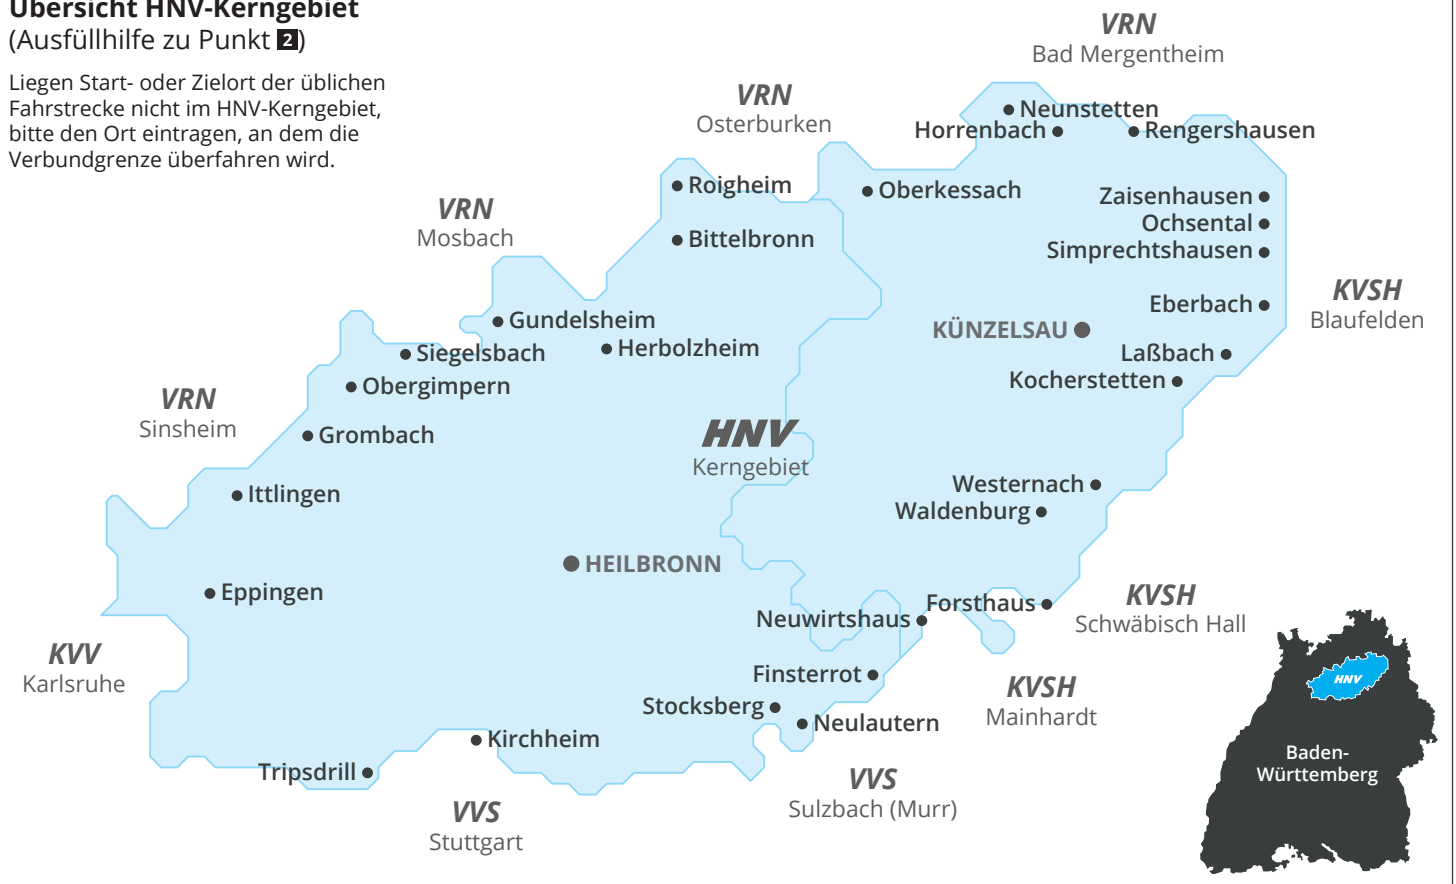 Übersicht HNV-Kerngebiet
(Ausfüllhilfe zu Punkt 2)
Liegen Start- oder Zielort der üblichen
Fahrstrecke nicht im HNV-Kerngebiet,
bitte den Ort eintragen, an dem die
Verbundgrenze überfahren wird.
VRN
Bad Mergentheim
VRN
Osterburken
Neunstetten
Horrenbach
Rengershausen
Roigheim
Oberkessach
Zaisenhausen
Ochsental
Simprechtshausen
VRN
Mosbach
Bittelbronn
Eberbach
KVSH
Blaufelden
Gundelsheim
KÜNZELSAU
Siegelsbach
Herbolzheim
Laßbach
Obergimpern
Kocherstetten
VRN
Sinsheim
Grombach
HNV
Kerngebiet
Ittlingen
Westernach
Waldenburg
HEILBRONN
Eppingen
Neuwirtshaus
Forsthaus
KVSH
Schwäbisch Hall
KVV
Karlsruhe
Finsterrot
KVSH
Mainhardt
Stocksberg
Neulautern
Kirchheim
Tripsdrill
VVS
Stuttgart
VVS
Sulzbach (Murr)
HNV
Baden-
Württemberg